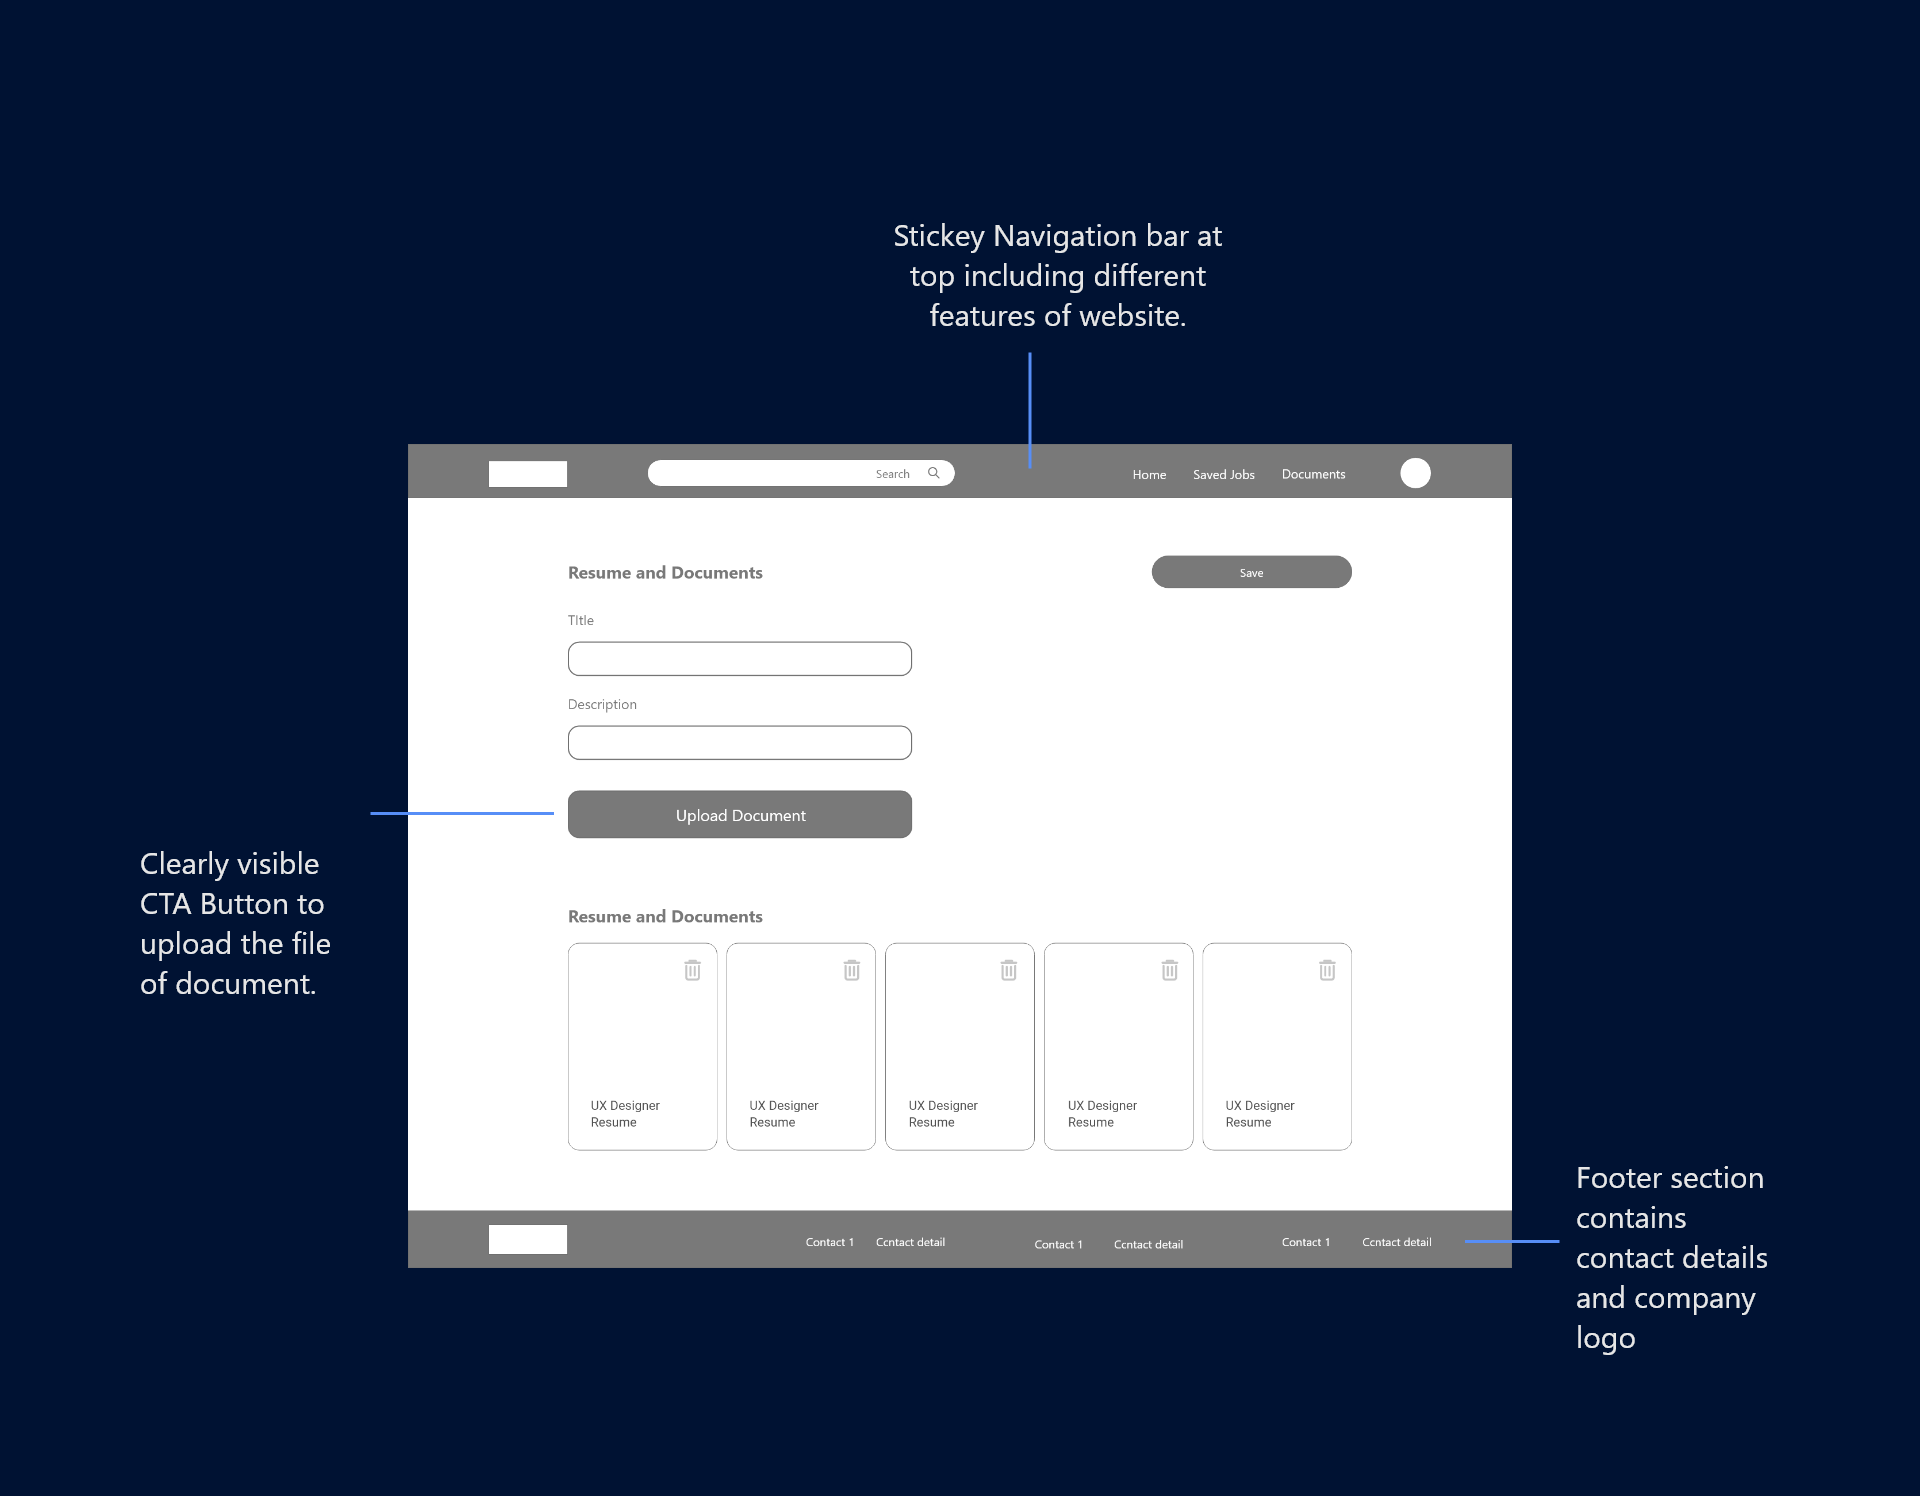 Stickey Navigation bar at
top including different
features of website.
Search
Home Saved Jobs Documents
Resume and Documents
Save
TItle
Description
Upload Document
Clearly visible
CTA Button to
upload the file
of document.
Resume and Documents
UX Designer
Resume
UX Designer
Resume
UX Designer
Resume
UX Designer
Resume
UX Designer
Resume
Contact 1 Ccntact detail Contact 1 Ccntact detail Contact 1 Ccntact detail
Footer section
contains
contact details
and company
logo